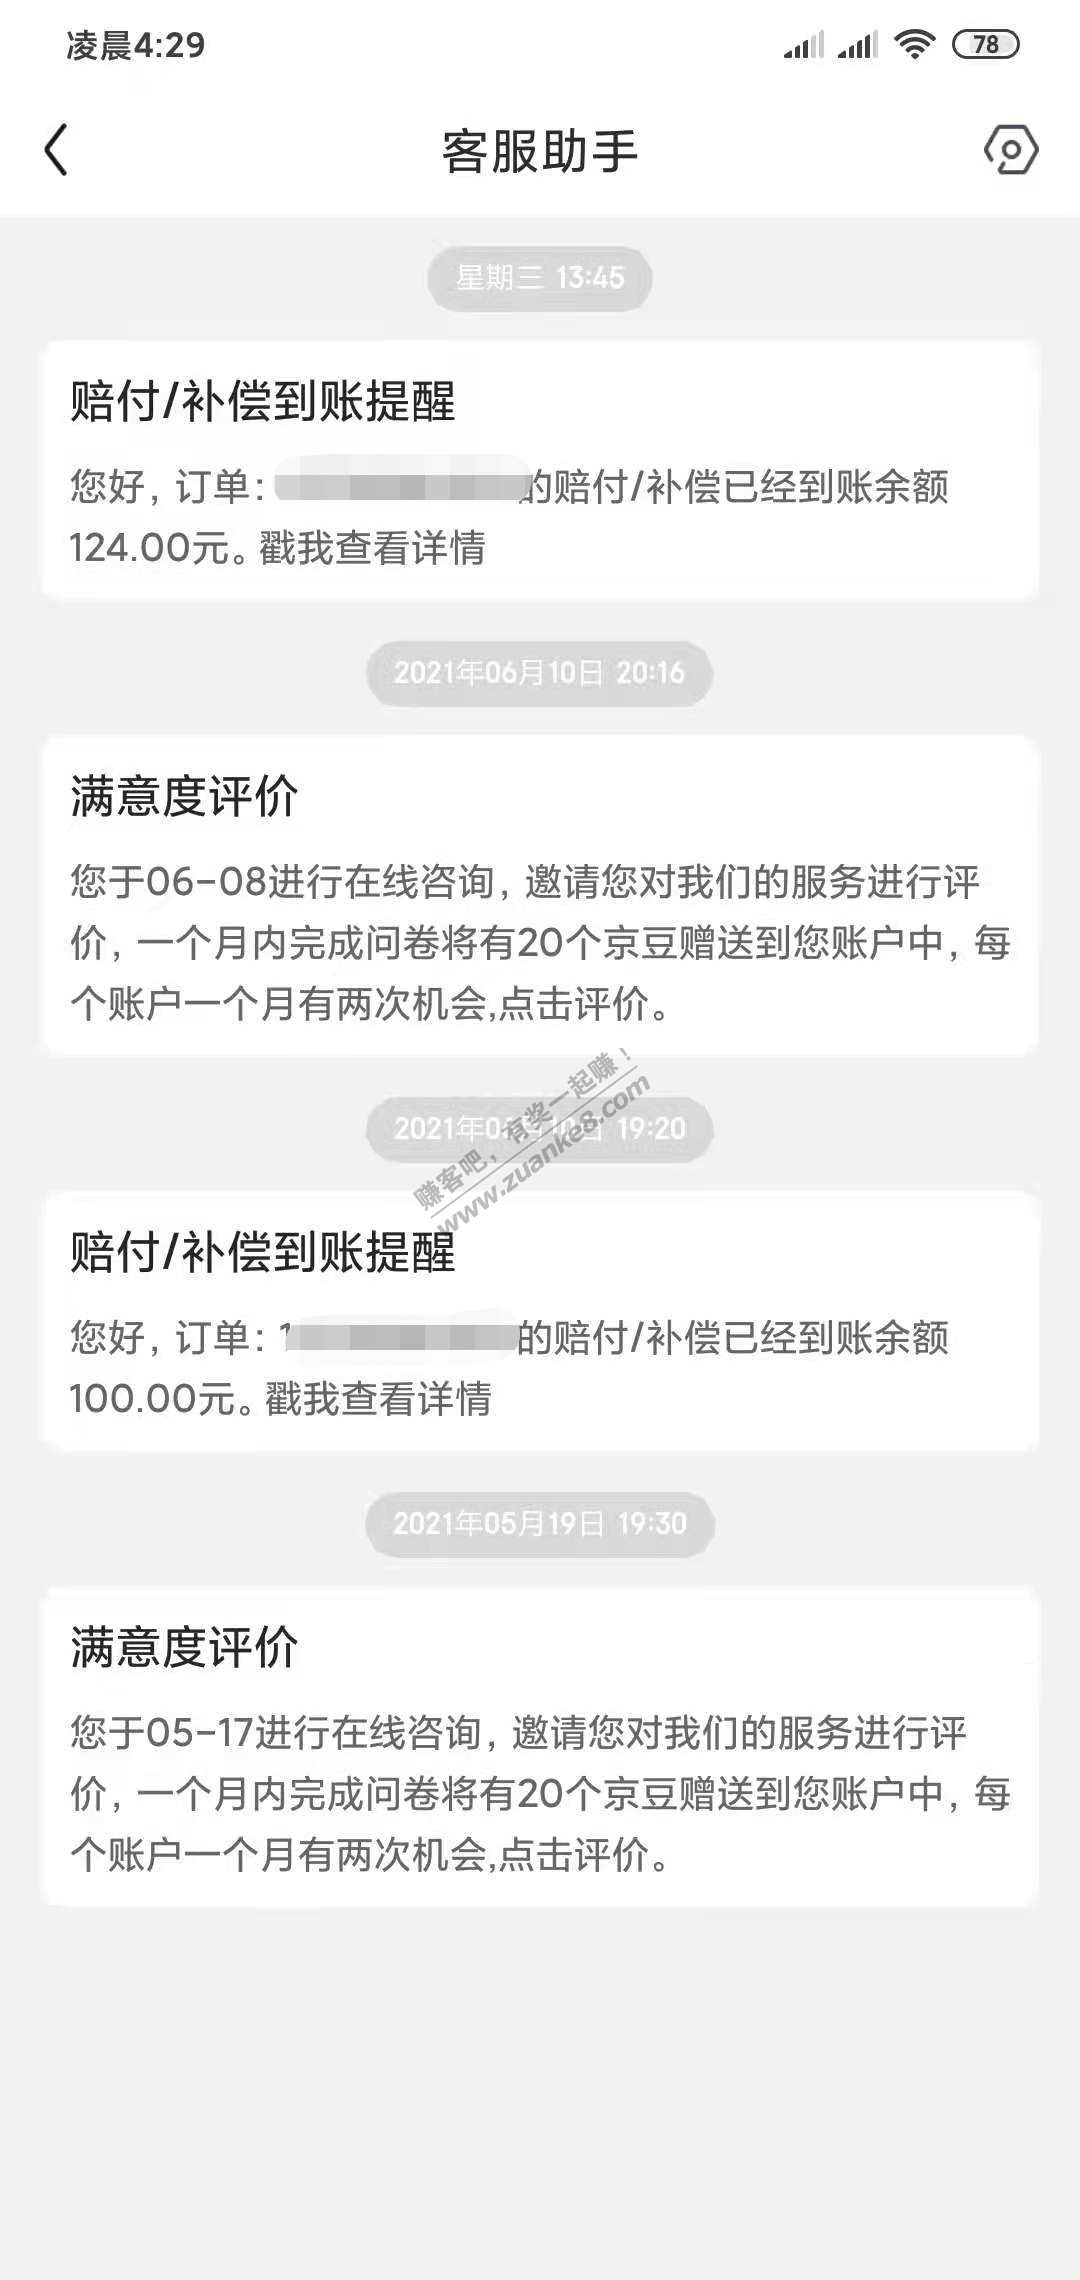 凌晨4:29
78
客服助手
星期三 13:45
赔付/补偿到账提醒
您好，订单：的赔付/补偿已经到账余额
124.00元。戳我查看详情
2021年06月10日 20:16
满意度评价
您于06-08进行在线咨询，邀请您对我们的服务进行评
价，一个月内完成问卷将有20个京豆赠送到您账户中，每
个账户一个月有两次机会,点击评价。
2021年0月10日 19:20
赚客吧，有奖一起赚！
www.zuanke8.com
赔付/补偿到账提醒
您好，订单：1的赔付/补偿已经到账余额
100.00元。戳我查看详情
2021年05月19日 19:30
满意度评价
您于05-17进行在线咨询，邀请您对我们的服务进行评
价，一个月内完成问卷将有20个京豆赠送到您账户中，每
个账户一个月有两次机会,点击评价。